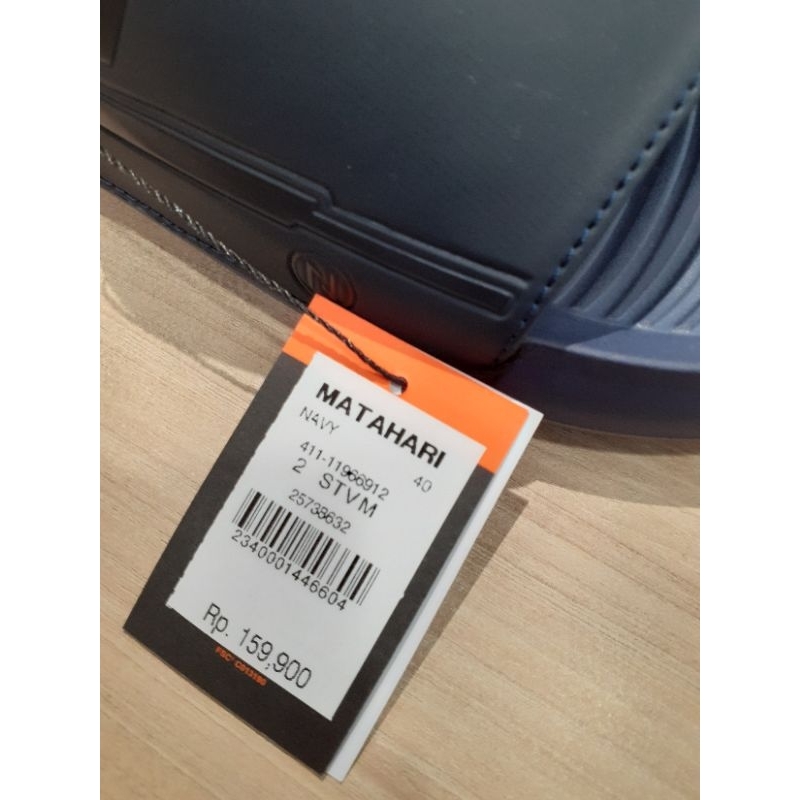 MATAHARI
NAVY
411-11966912 40
2 STVM
25738632
2340001446604
Rp. 159,900